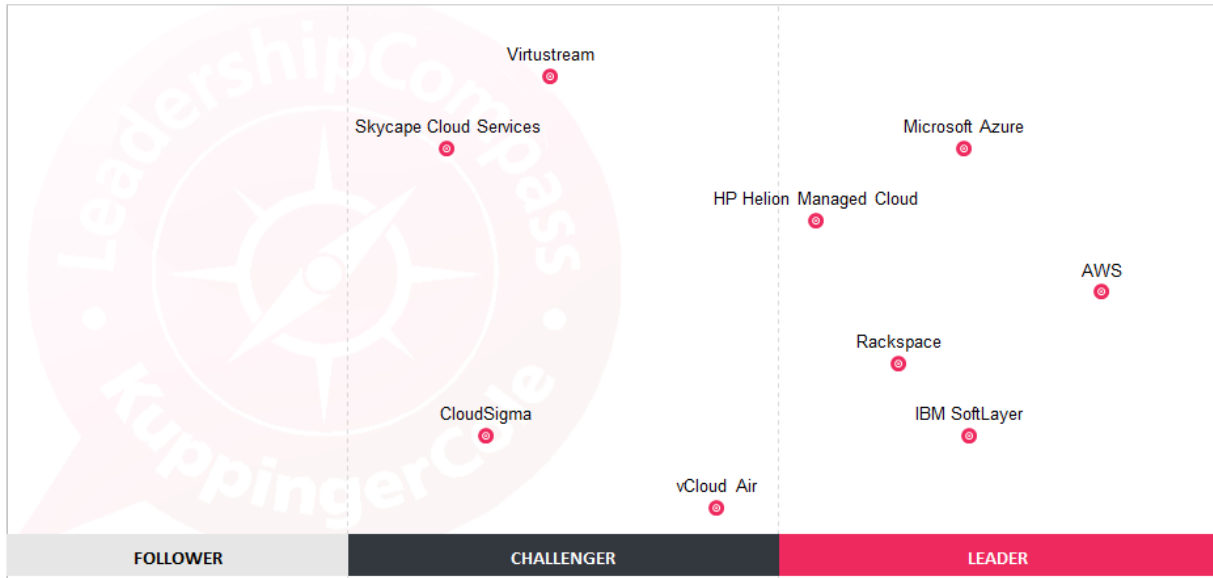 Virtustream
Skycape Cloud Services
Microsoft Azure
HP Helion Managed Cloud
AWS
Rackspace
CloudSigma
IBM SoftLayer
vCloud Air
LeadershipCompass
KuppingerCole
FOLLOWER
CHALLENGER
LEADER